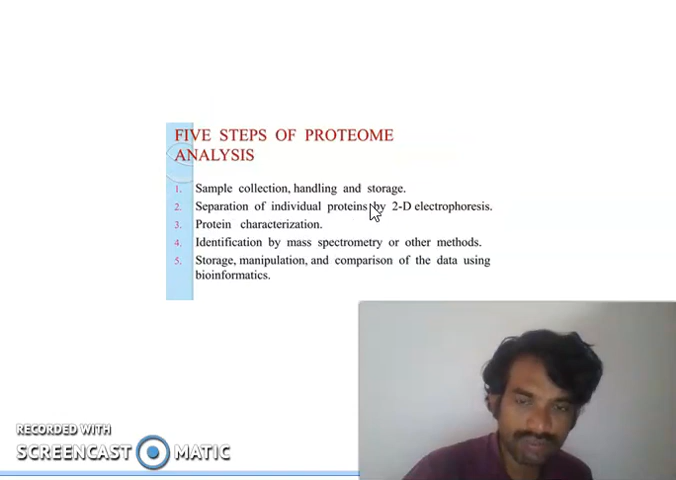 FIVE STEPS OF PROTEOME
ANALYSIS
1. Sample collection, handling and storage.
2. Separation of individual proteins by 2-D electrophoresis.
3. Protein characterization.
4. Identification by mass spectrometry or other methods.
5. Storage, manipulation, and comparison of the data using
bioinformatics.
RECORDED WITH
SCREENCAST MATIC